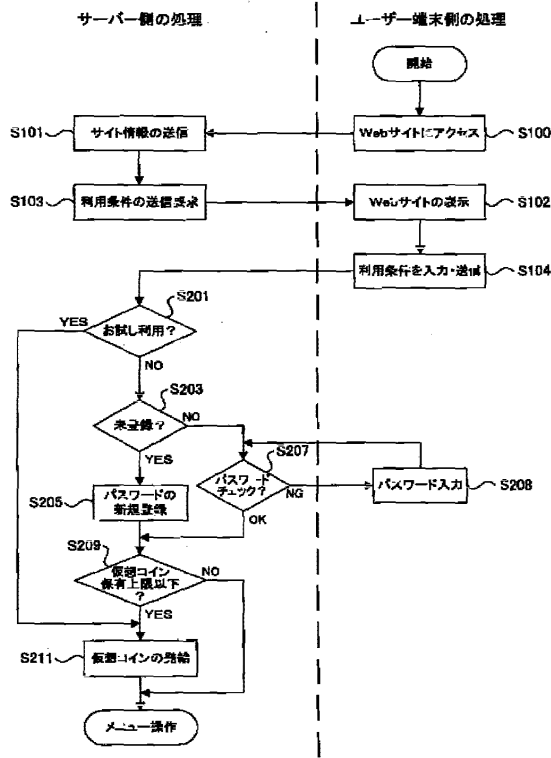 サーバー側の処理
ユーザー端末側の処理
開始
S101
サイト情報の送信
Webサイトにアクセス
S100
S103
利用条件の送信要求
Webサイトの表示
S102
利用条件を入力・送信
S104
S201
YES
お試し利用？
NO
S203
未登録？
NO
YES
S207
パスワード
チェック？
NG
OK
パスワード入力
S208
S205
パスワードの
新規登録
S209
仮想コイン
保有上限以下
？
NO
YES
S211
仮想コインの発給
メニュー操作